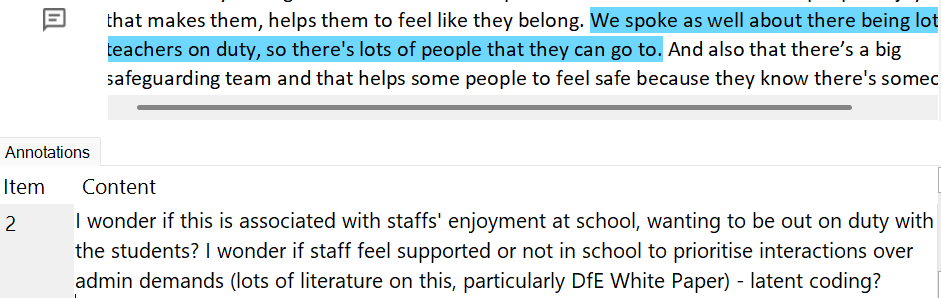 that makes them, helps them to feel like they belong. We spoke as well about there being lot
teachers on duty, so there's lots of people that they can go to. And also that there’s a big
safeguarding team and that helps some people to feel safe because they know there's someo
Annotations
Item Content
2 I wonder if this is associated with staffs' enjoyment at school, wanting to be out on duty with
the students? I wonder if staff feel supported or not in school to prioritise interactions over
admin demands (lots of literature on this, particularly DfE White Paper) - latent coding?